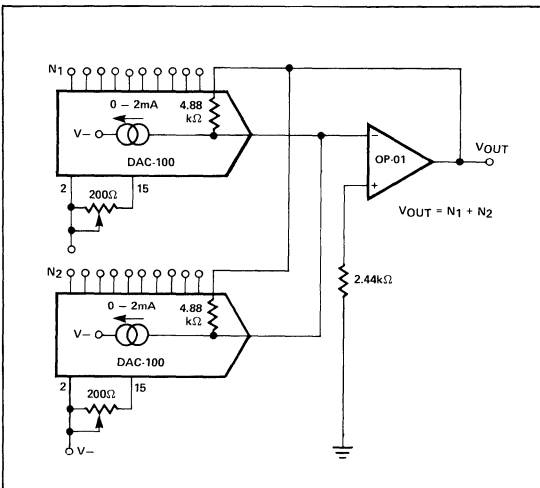 N1
0 – 2mA
4.88
kΩ
V–
DAC-100
2
15
200Ω
N2
0 – 2mA
4.88
kΩ
V–
DAC-100
2
15
200Ω
V–
–
OP-01
+
VOUT
VOUT = N1 + N2
2.44kΩ